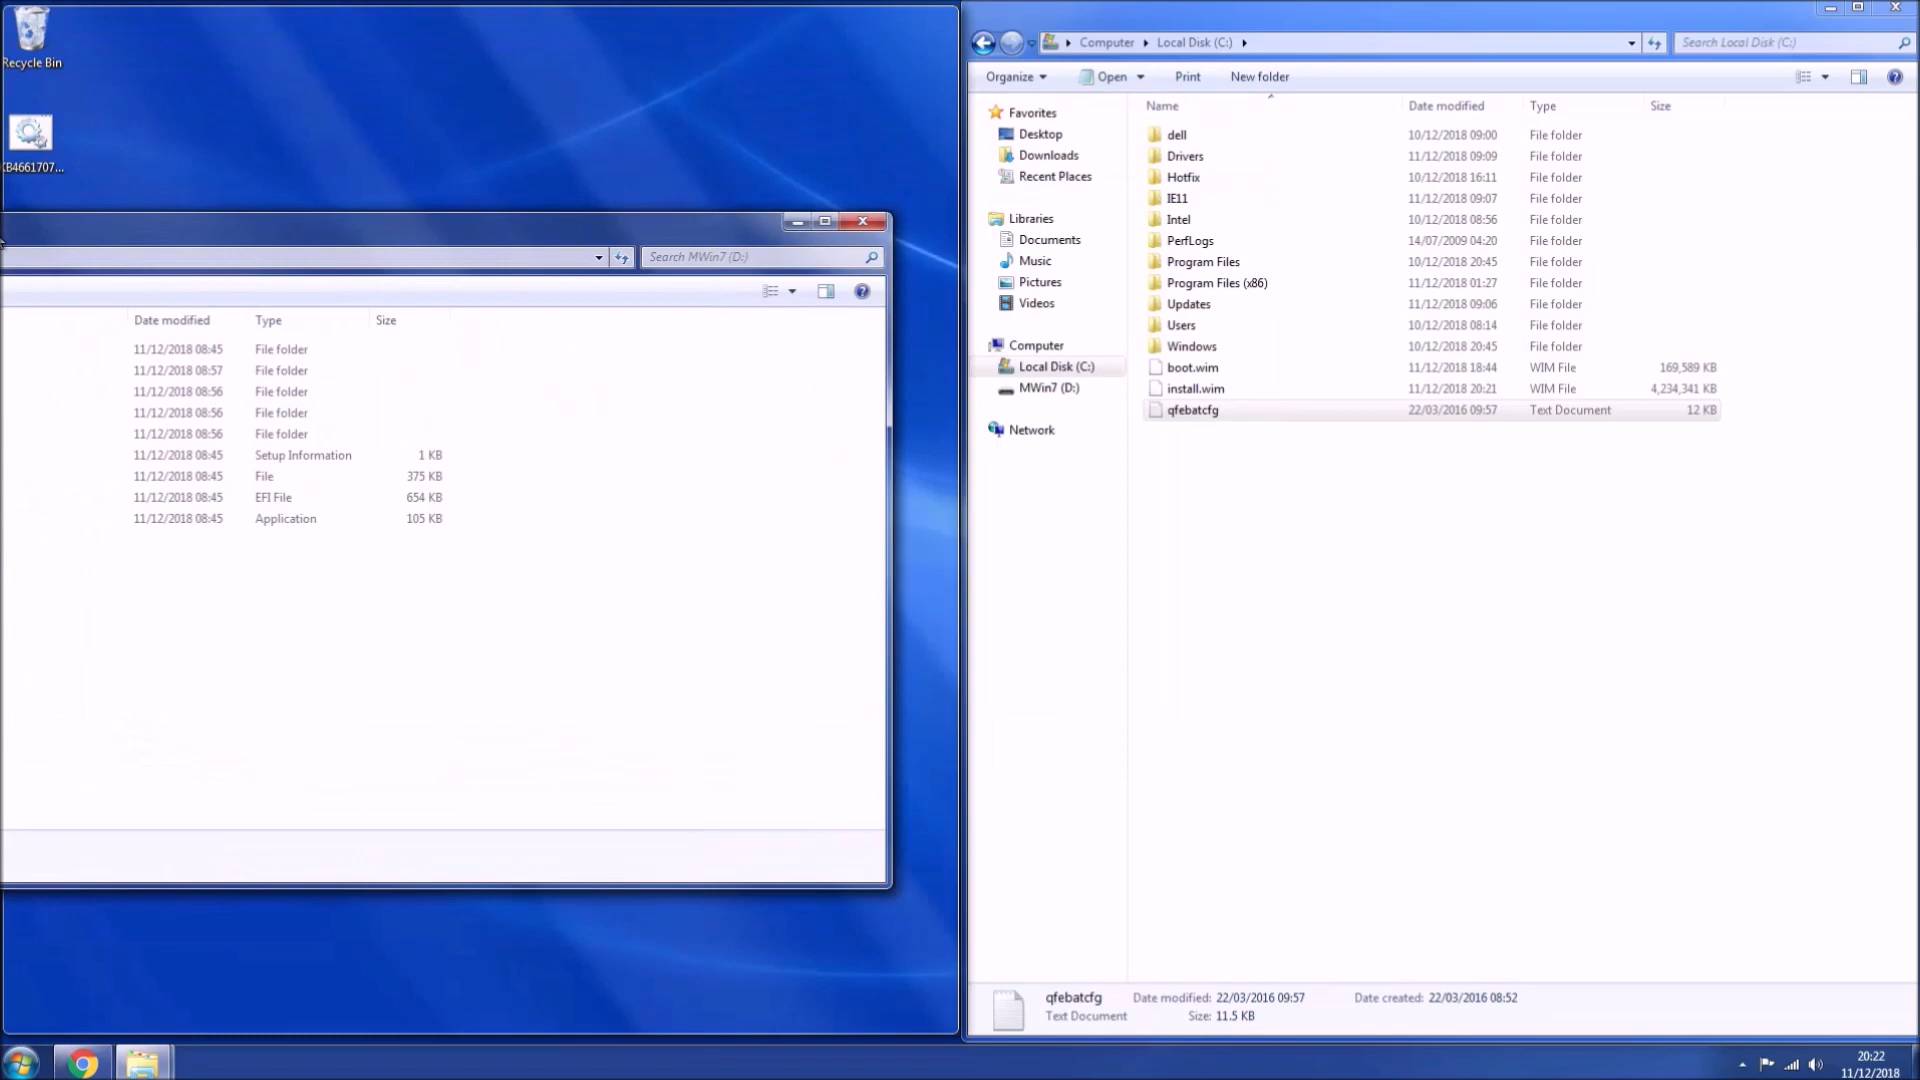 Recycle Bin
KB4661707...
Search MWin7 (D:)
Date modified Type Size
11/12/2018 08:45 File folder
11/12/2018 08:57 File folder
11/12/2018 08:56 File folder
11/12/2018 08:56 File folder
11/12/2018 08:56 File folder
11/12/2018 08:45 Setup Information 1 KB
11/12/2018 08:45 File 375 KB
11/12/2018 08:45 EFI File 654 KB
11/12/2018 08:45 Application 105 KB
Computer Local Disk (C:) Search Local Disk (C:)
Organize Open Print New folder
Favorites
Desktop
Downloads
Recent Places
Libraries
Documents
Music
Pictures
Videos
Computer
Local Disk (C:)
MWin7 (D:)
Network
Name Date modified Type Size
dell 10/12/2018 09:00 File folder
Drivers 11/12/2018 09:09 File folder
Hotfix 10/12/2018 16:11 File folder
IE11 11/12/2018 09:07 File folder
Intel 10/12/2018 08:56 File folder
PerfLogs 14/07/2009 04:20 File folder
Program Files 10/12/2018 20:45 File folder
Program Files (x86) 11/12/2018 01:27 File folder
Updates 11/12/2018 09:06 File folder
Users 10/12/2018 08:14 File folder
Windows 10/12/2018 20:45 File folder
boot.wim 11/12/2018 18:44 WIM File 169,589 KB
install.wim 11/12/2018 20:21 WIM File 4,234,341 KB
qfebatcfg 22/03/2016 09:57 Text Document 12 KB
qfebatcfg Date modified: 22/03/2016 09:57 Date created: 22/03/2016 08:52
Text Document Size: 11.5 KB
20:22
11/12/2018